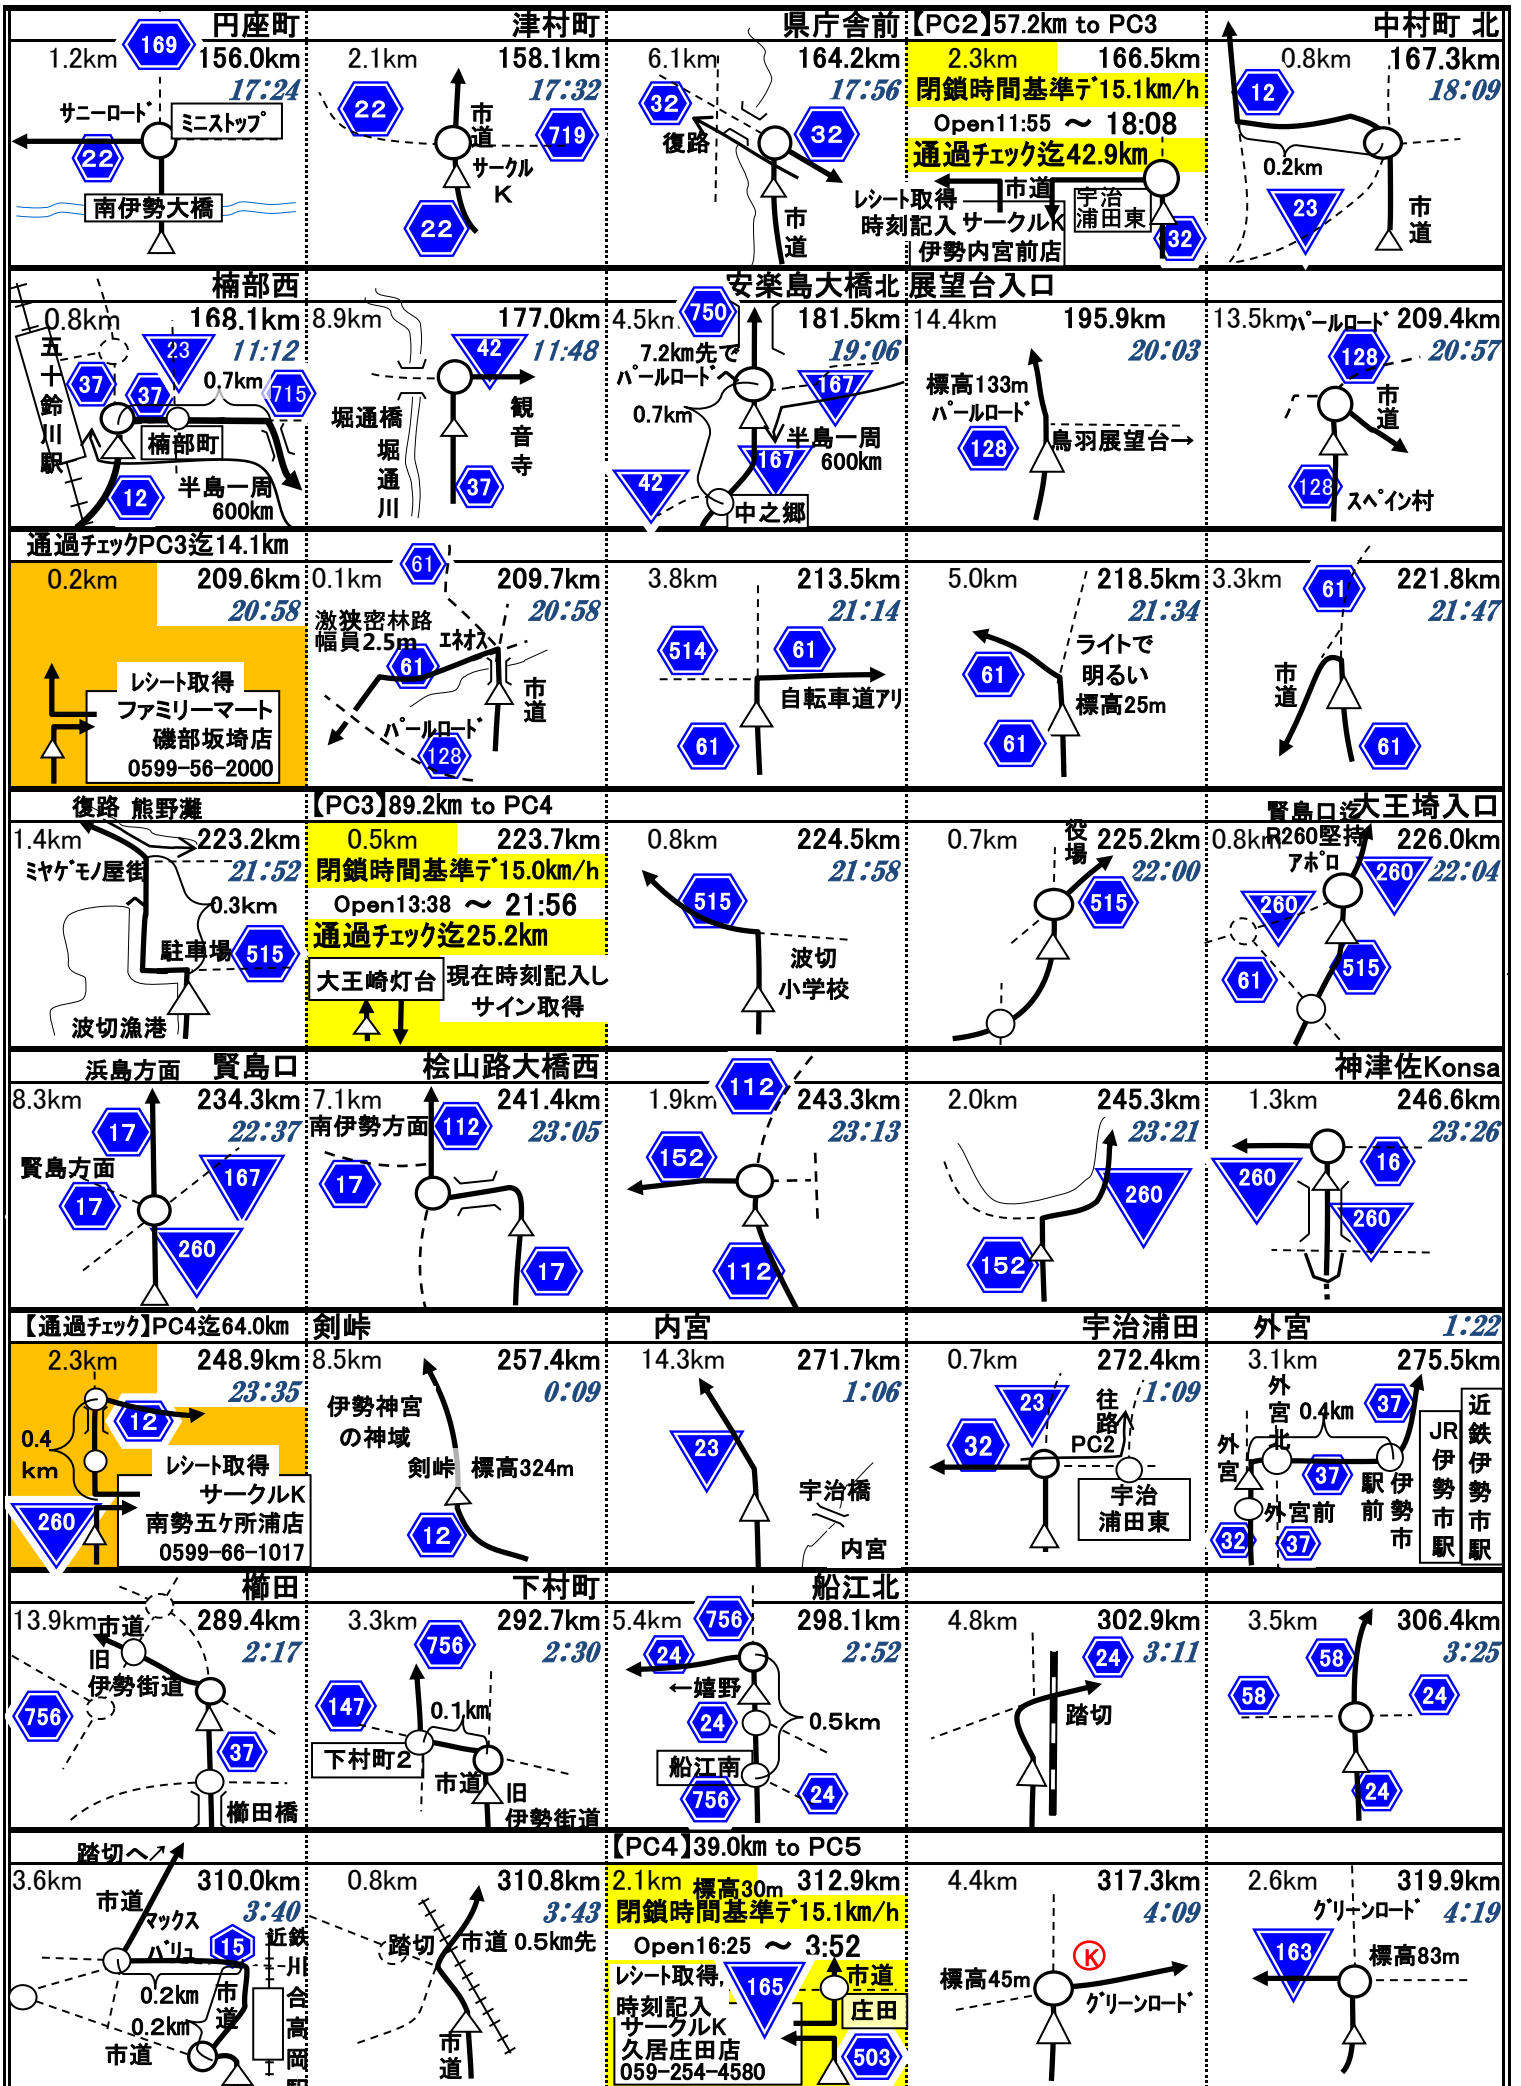 円座町
1.2km 169 156.0km
17:24
サニーロード ミニストップ
22
南伊勢大橋
津村町
2.1km 158.1km
17:32
22 市道 719
サークルK
22
県庁舎前
6.1km 164.2km
17:56
32 32
復路
市道
【PC2】57.2km to PC3
2.3km 166.5km
閉鎖時間基準デ15.1km/h
Open11:55 ～ 18:08
通過チェック迄42.9km
市道
レシート取得
時刻記入 サークルK
伊勢内宮前店
宇治
浦田東
32
中村町 北
0.8km 167.3km
18:09
12
0.2km
23
市道
楠部西
0.8km 168.1km
11:12
五十鈴川駅
23
37 37 0.7km 715
楠部町
12 半島一周
600km
8.9km 177.0km
11:48
42
堀通橋
堀通川
観音寺
37
安楽島大橋北
4.5km 750 181.5km
19:06
7.2km先で
パールロードへ
167
0.7km
半島一周
600km
167
42
中之郷
展望台入口
14.4km 195.9km
20:03
標高133m
パールロード
128 鳥羽展望台→
13.5km パールロード 209.4km
20:57
128
市道
128 スペイン村
通過チェックPC3迄14.1km
0.2km 209.6km
20:58
レシート取得
ファミリーマート
磯部坂埼店
0599-56-2000
0.1km 61 209.7km
20:58
激狭密林路
幅員2.5m エネオス
61
市道
パールロード
128
3.8km 213.5km
21:14
514 61
自転車道アリ
61
5.0km 218.5km
21:34
ライトで
明るい
標高25m
61
61
3.3km 61 221.8km
21:47
市道
61
復路 熊野灘
1.4km 223.2km
21:52
ミヤゲモノ屋街
0.3km
駐車場 515
波切漁港
【PC3】89.2km to PC4
0.5km 223.7km
閉鎖時間基準デ15.0km/h
Open13:38 ～ 21:56
通過チェック迄25.2km
大王崎灯台 現在時刻記入し
サイン取得
0.8km 224.5km
21:58
515
波切
小学校
0.7km 役場 225.2km
22:00
515
大王埼入口
賢島口迄
0.8km R260堅持 226.0km
アポロ
22:04
260
260
61 515
浜島方面 賢島口
8.3km 234.3km
22:37
17
賢島方面
17 167
260
桧山路大橋西
7.1km 241.4km
23:05
南伊勢方面 112
17
17
1.9km 112 243.3km
23:13
152
112
2.0km 245.3km
23:21
260
152
神津佐Konsa
1.3km 246.6km
23:26
16
260
260
【通過チェック】PC4迄64.0km
2.3km 248.9km
23:35
12
0.4
km
レシート取得
サークルK
南勢五ケ所浦店
0599-66-1017
260
剣峠
8.5km 257.4km
0:09
伊勢神宮
の神域
剣峠 標高324m
12
内宮
14.3km 271.7km
1:06
23
宇治橋
内宮
宇治浦田
0.7km 272.4km
1:09
23 往路
32 PC2
宇治
浦田東
外宮 1:22
3.1km 275.5km
外宮北 0.4km 37
外宮
37
駅前 伊勢市
外宮前
32 37
JR伊勢市駅
近鉄伊勢市駅
櫛田
13.9km 市道 289.4km
2:17
旧
伊勢街道
756
37
櫛田橋
下村町
3.3km 292.7km
2:30
756
147 0.1km
下村町2
市道 旧
伊勢街道
船江北
5.4km 756 298.1km
2:52
24
←嬉野
24 0.5km
船江南
756 24
4.8km 302.9km
3:11
24
踏切
3.5km 306.4km
3:25
58
58 24
24
踏切へ↗
3.6km 310.0km
3:40
市道
マックス
バリュ 15 近鉄
0.2km 市道
0.2km
市道
川合高岡
0.8km 310.8km
3:43
踏切 市道 0.5km先
市道
【PC4】39.0km to PC5
2.1km 標高30m 312.9km
閉鎖時間基準デ15.1km/h
Open16:25 ～ 3:52
レシート取得,
時刻記入
165 市道
庄田
サークルK
久居庄田店
059-254-4580
503
4.4km 317.3km
4:09
K
標高45m
グリーンロード
2.6km 319.9km
4:19
グリーンロード
163 標高83m